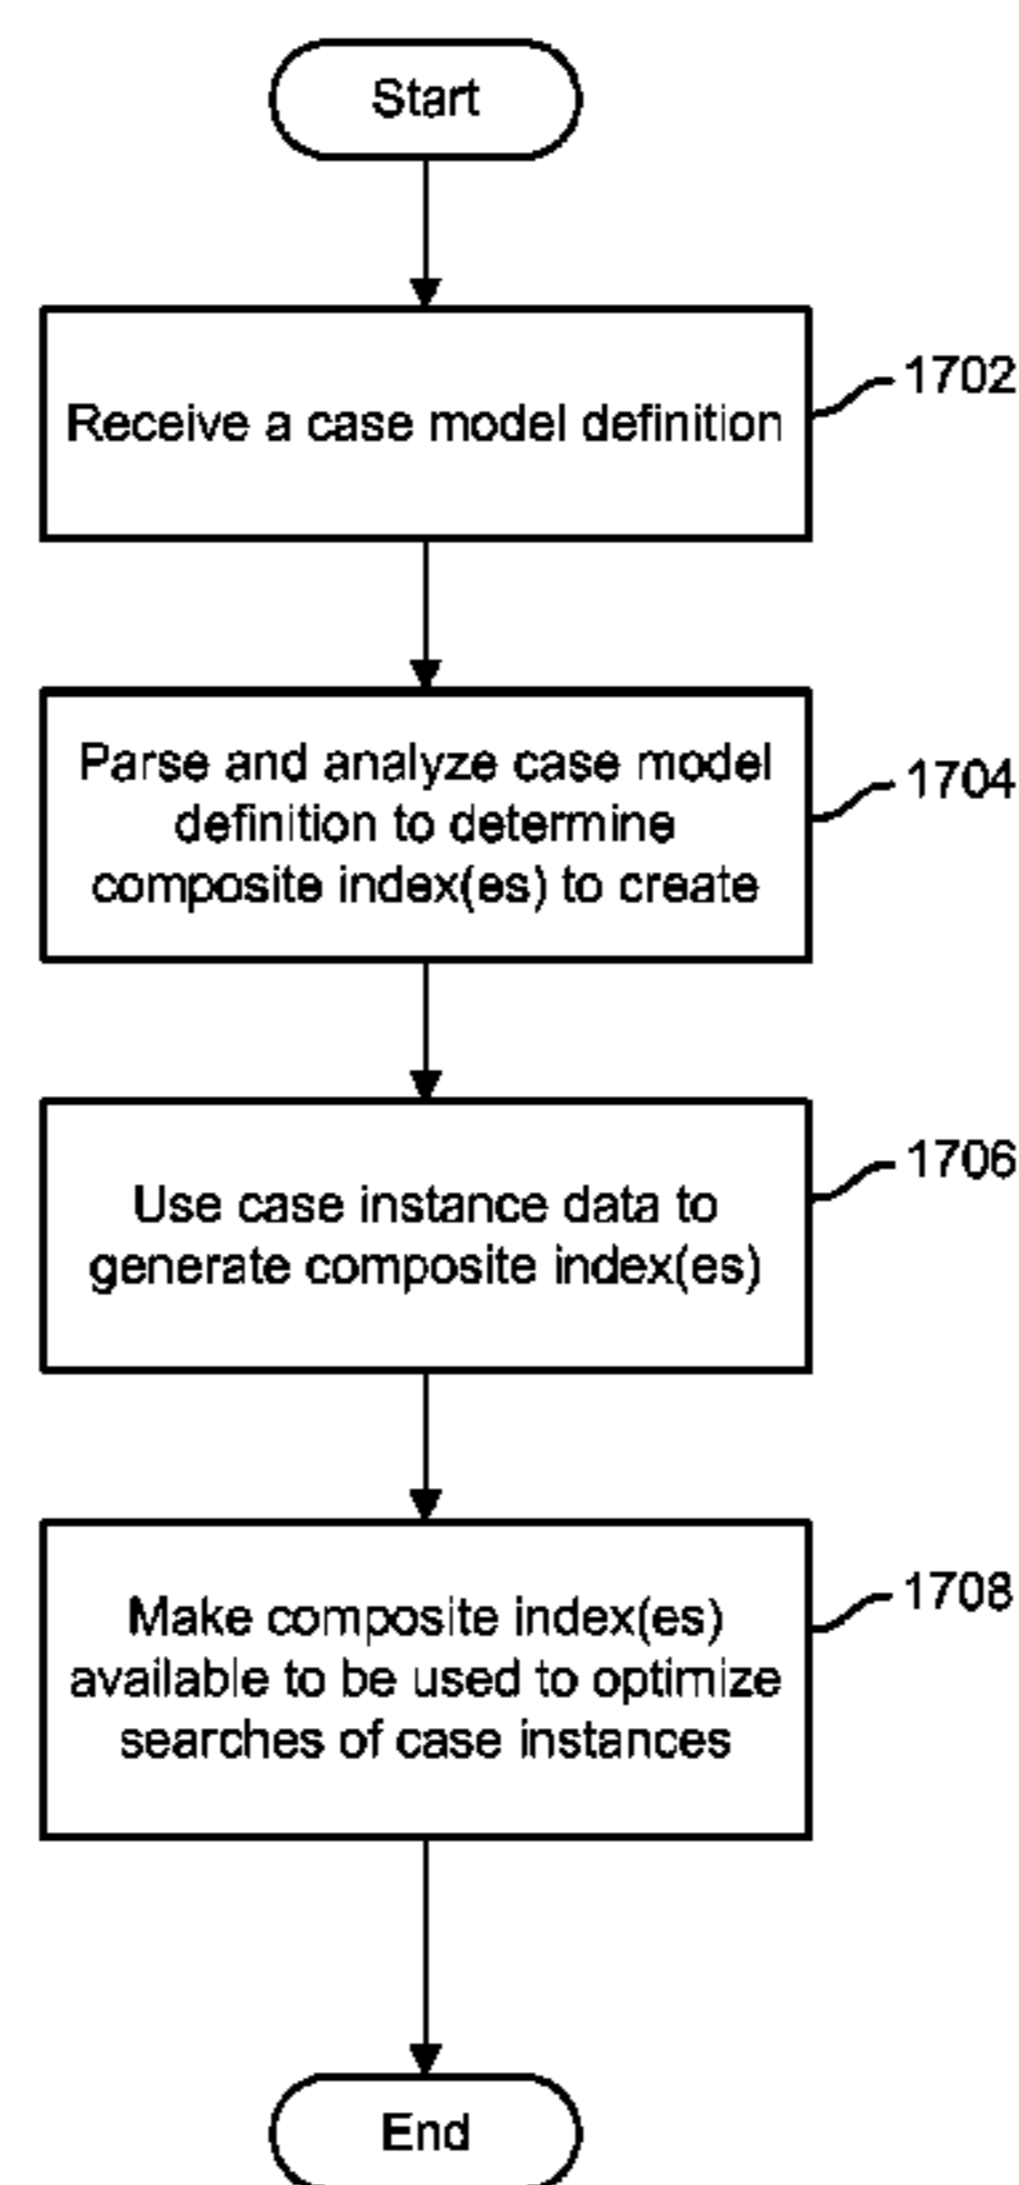 Start
Receive a case model definition
1702
Parse and analyze case model
definition to determine
composite index(es) to create
1704
Use case instance data to
generate composite index(es)
1706
Make composite index(es)
available to be used to optimize
searches of case instances
1708
End